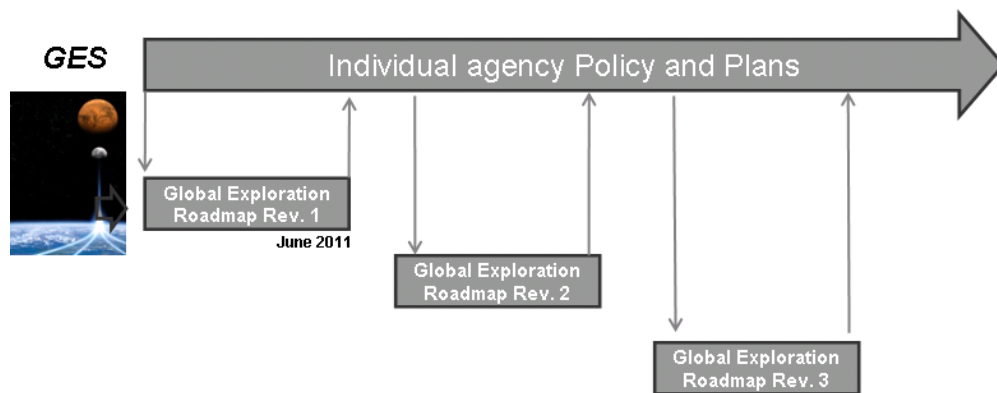 GES
Individual agency Policy and Plans
Global Exploration
Roadmap Rev. 1
June 2011
Global Exploration
Roadmap Rev. 2
Global Exploration
Roadmap Rev. 3